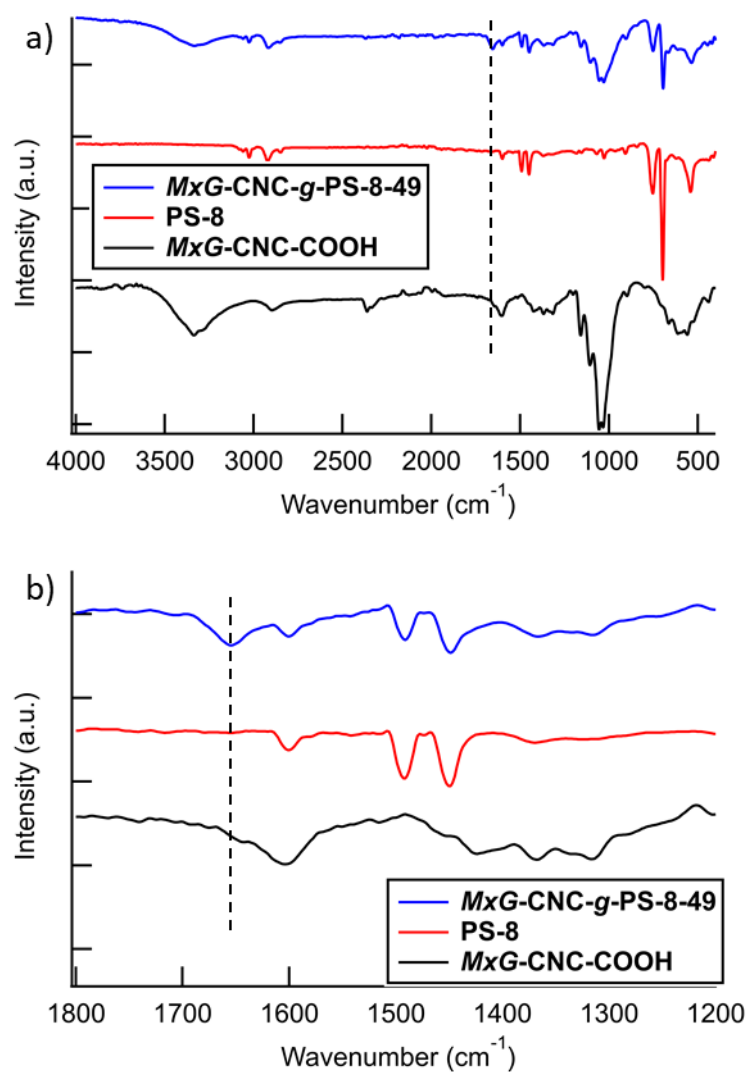 a)
Intensity (a.u.)
MxG-CNC-g-PS-8-49
PS-8
MxG-CNC-COOH
4000 3500 3000 2500 2000 1500 1000 500
Wavenumber (cm⁻¹)
b)
Intensity (a.u.)
MxG-CNC-g-PS-8-49
PS-8
MxG-CNC-COOH
1800 1700 1600 1500 1400 1300 1200
Wavenumber (cm⁻¹)